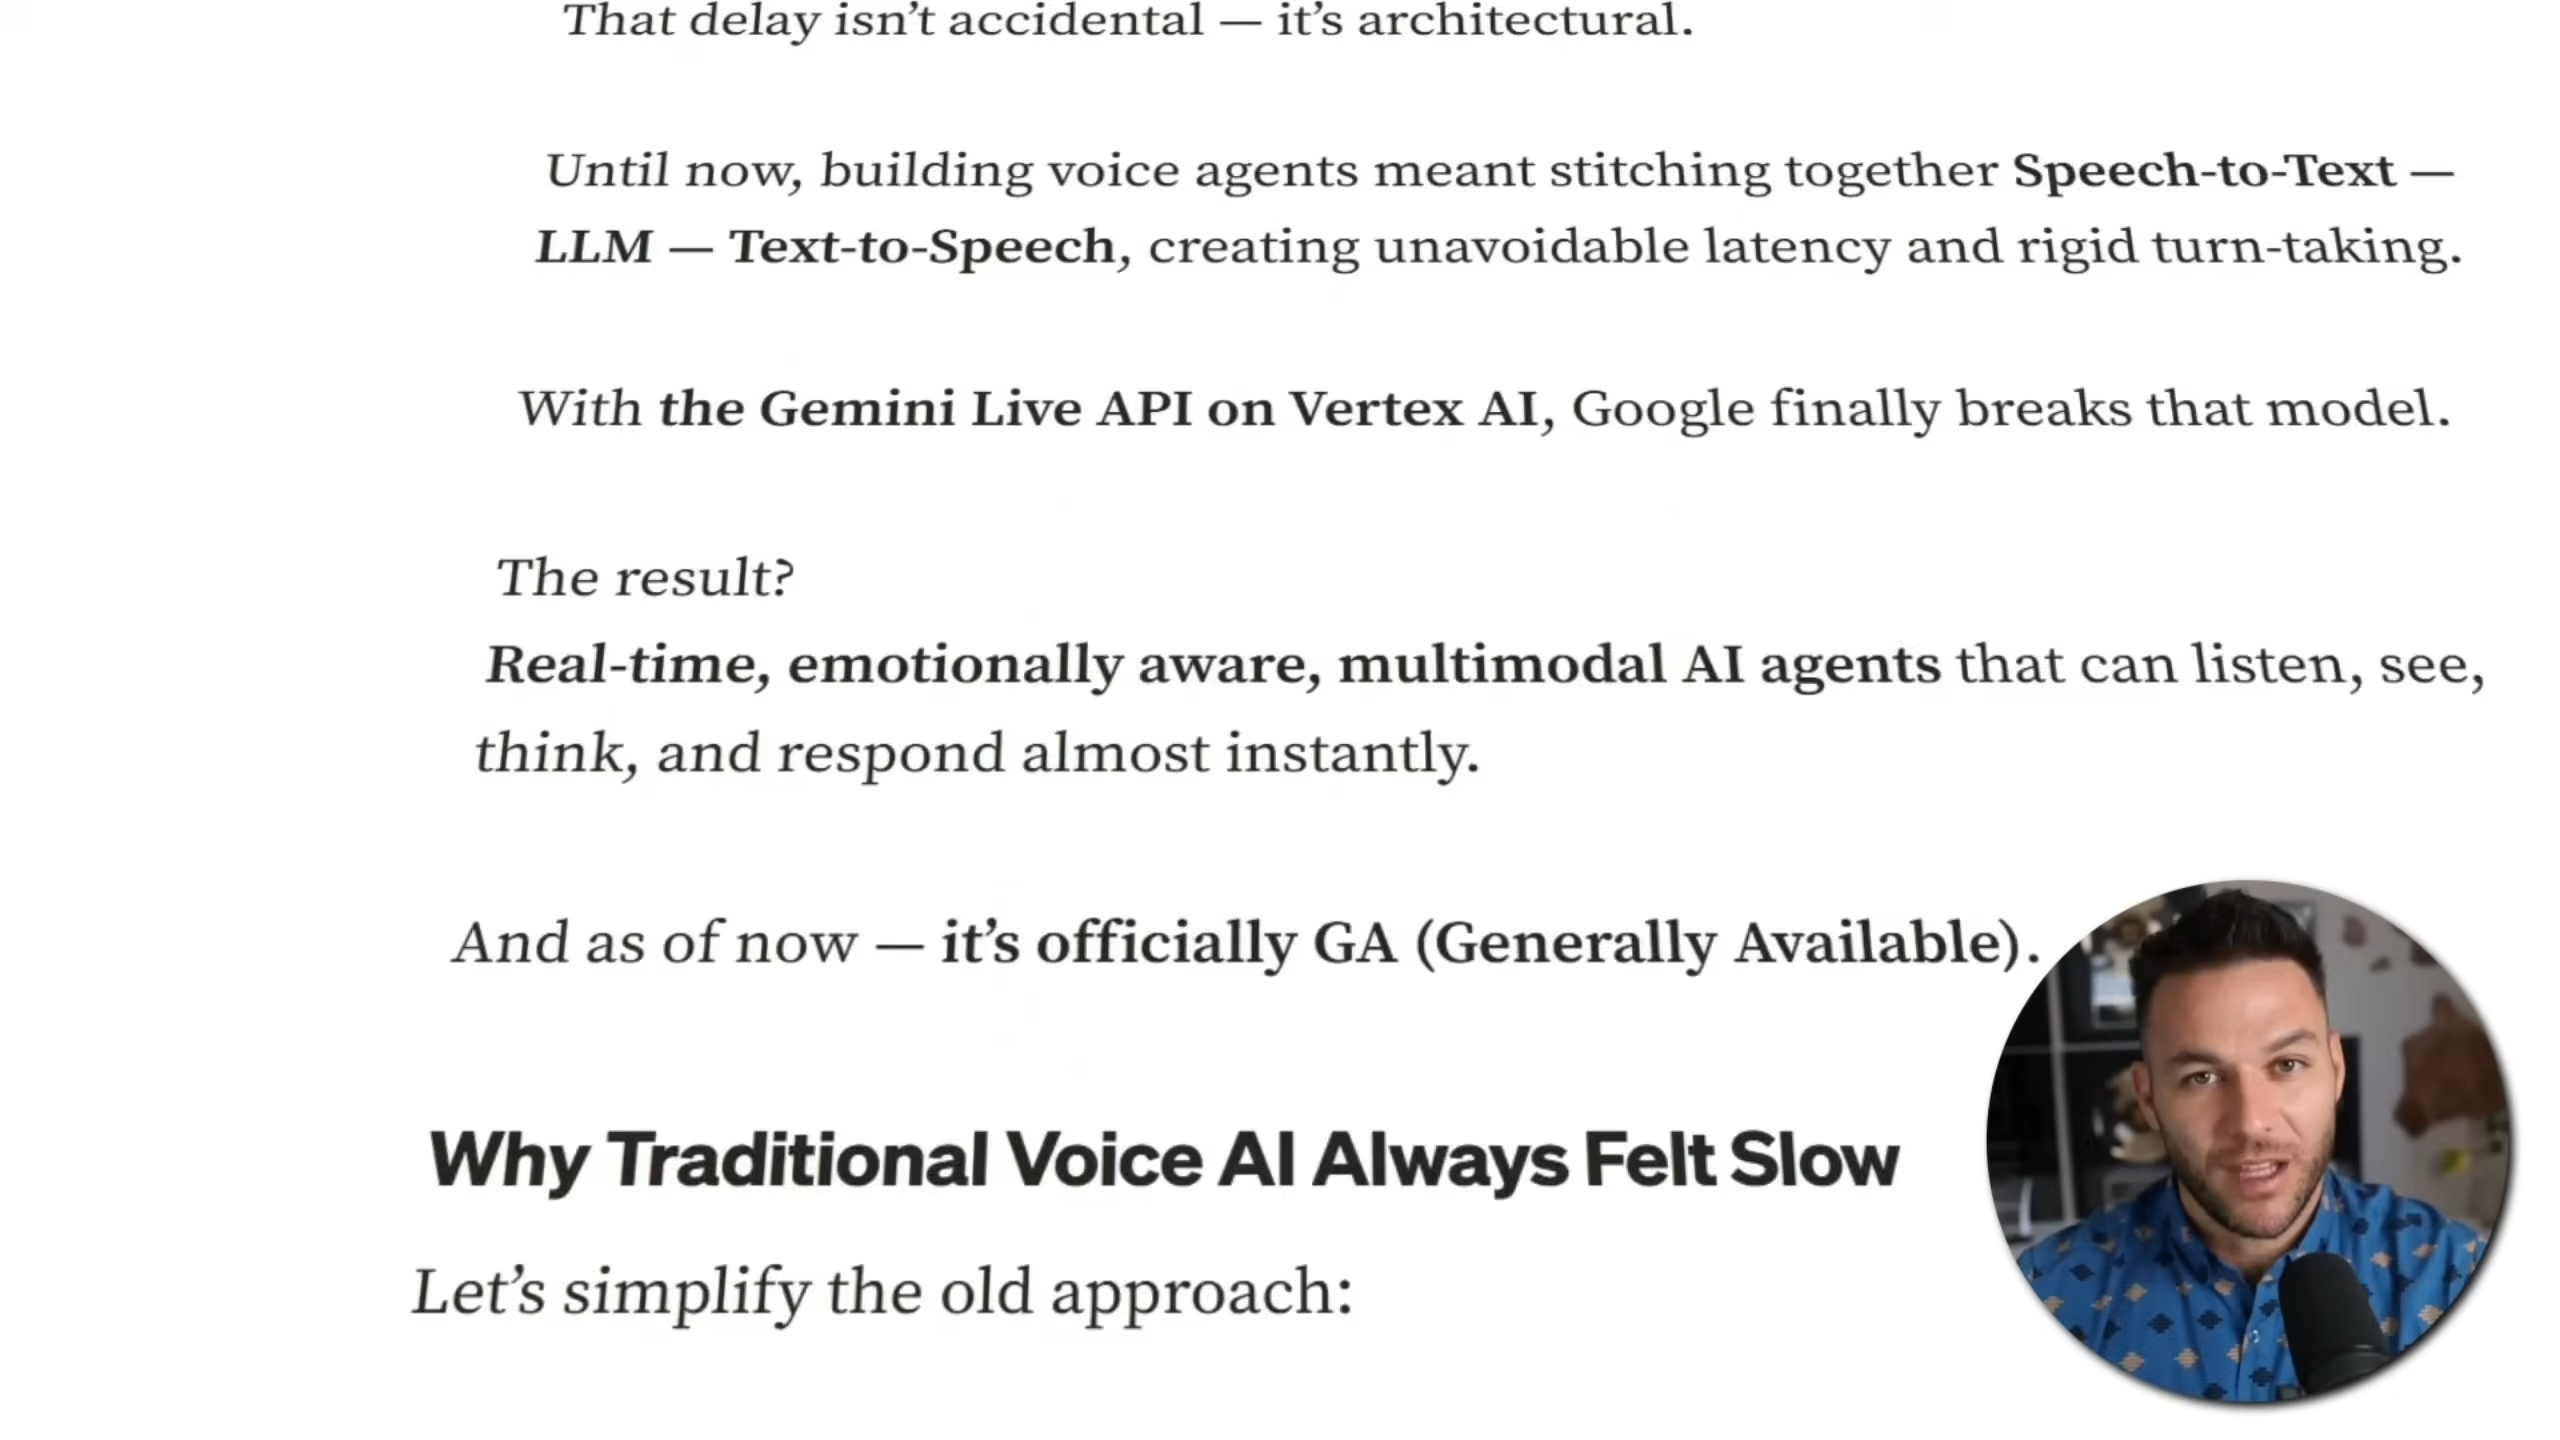 That delay isn’t accidental — it’s architectural.
Until now, building voice agents meant stitching together Speech-to-Text —
LLM — Text-to-Speech, creating unavoidable latency and rigid turn-taking.
With the Gemini Live API on Vertex AI, Google finally breaks that model.
The result?
Real-time, emotionally aware, multimodal AI agents that can listen, see,
think, and respond almost instantly.
And as of now — it’s officially GA (Generally Available).
Why Traditional Voice AI Always Felt Slow
Let’s simplify the old approach: